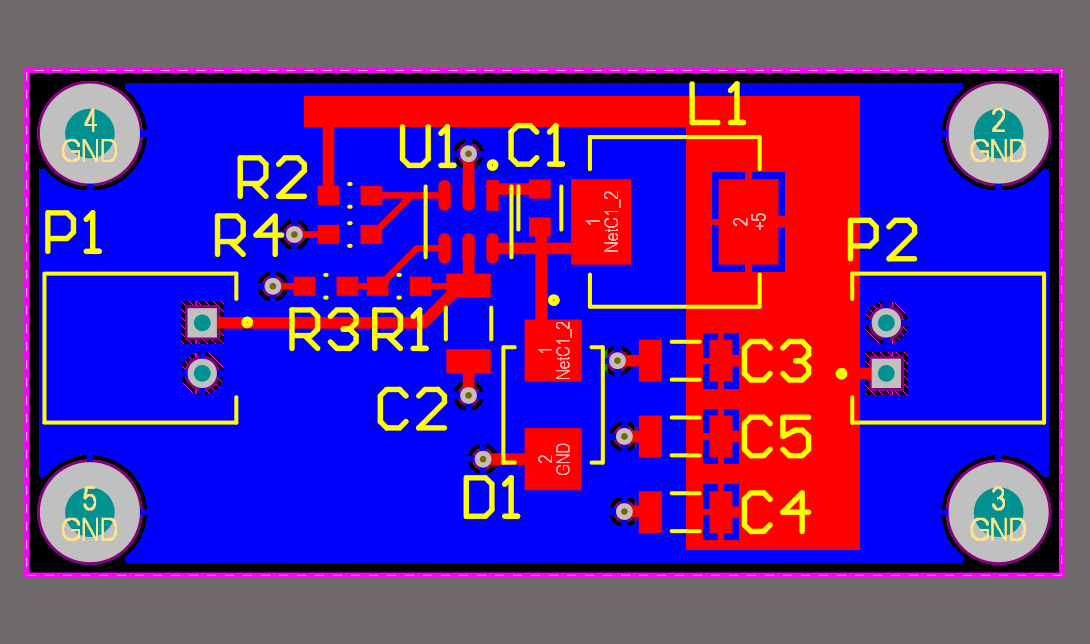 4
GND
2
GND
L1
U1
C1
R2
P1
R4
1
NetC1_2
2
+5
P2
R3
R1
1
NetC1_2
C3
C2
C5
2
GND
D1
C4
5
GND
3
GND